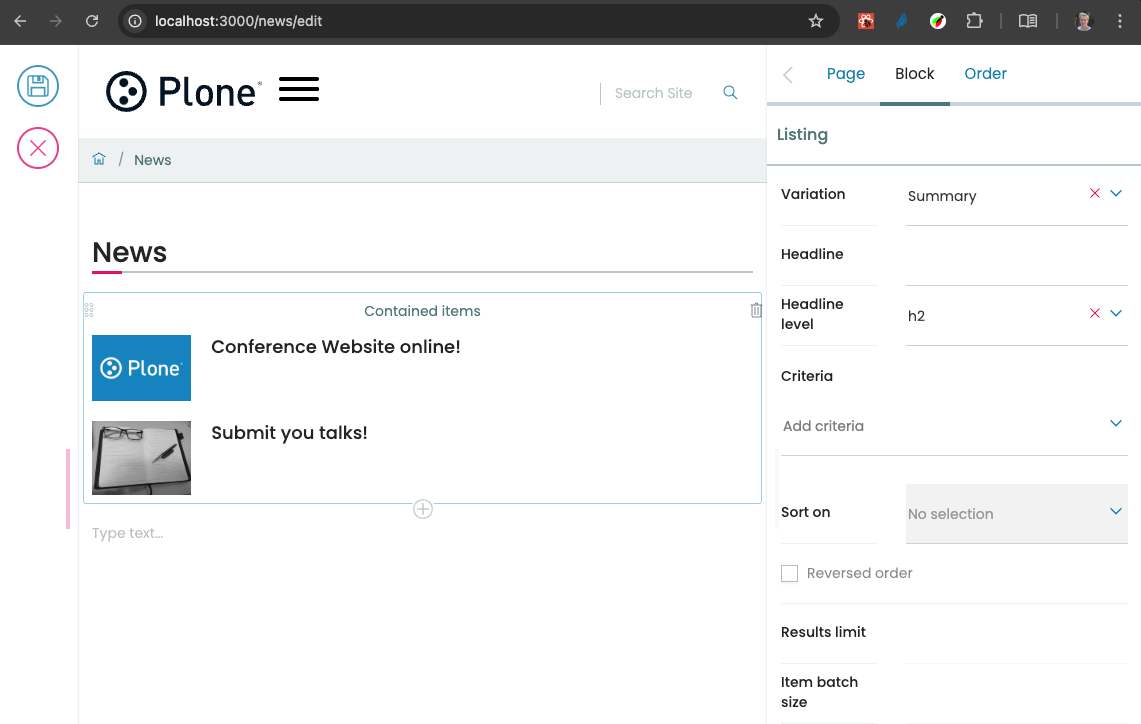 localhost:3000/news/edit
Plone®
Search Site
/ News
News
Contained items
Plone
Conference Website online!
Submit you talks!
Type text...
Page Block Order
Listing
Variation
Summary
Headline
Headline level
h2
Criteria
Add criteria
Sort on
No selection
Reversed order
Results limit
Item batch size